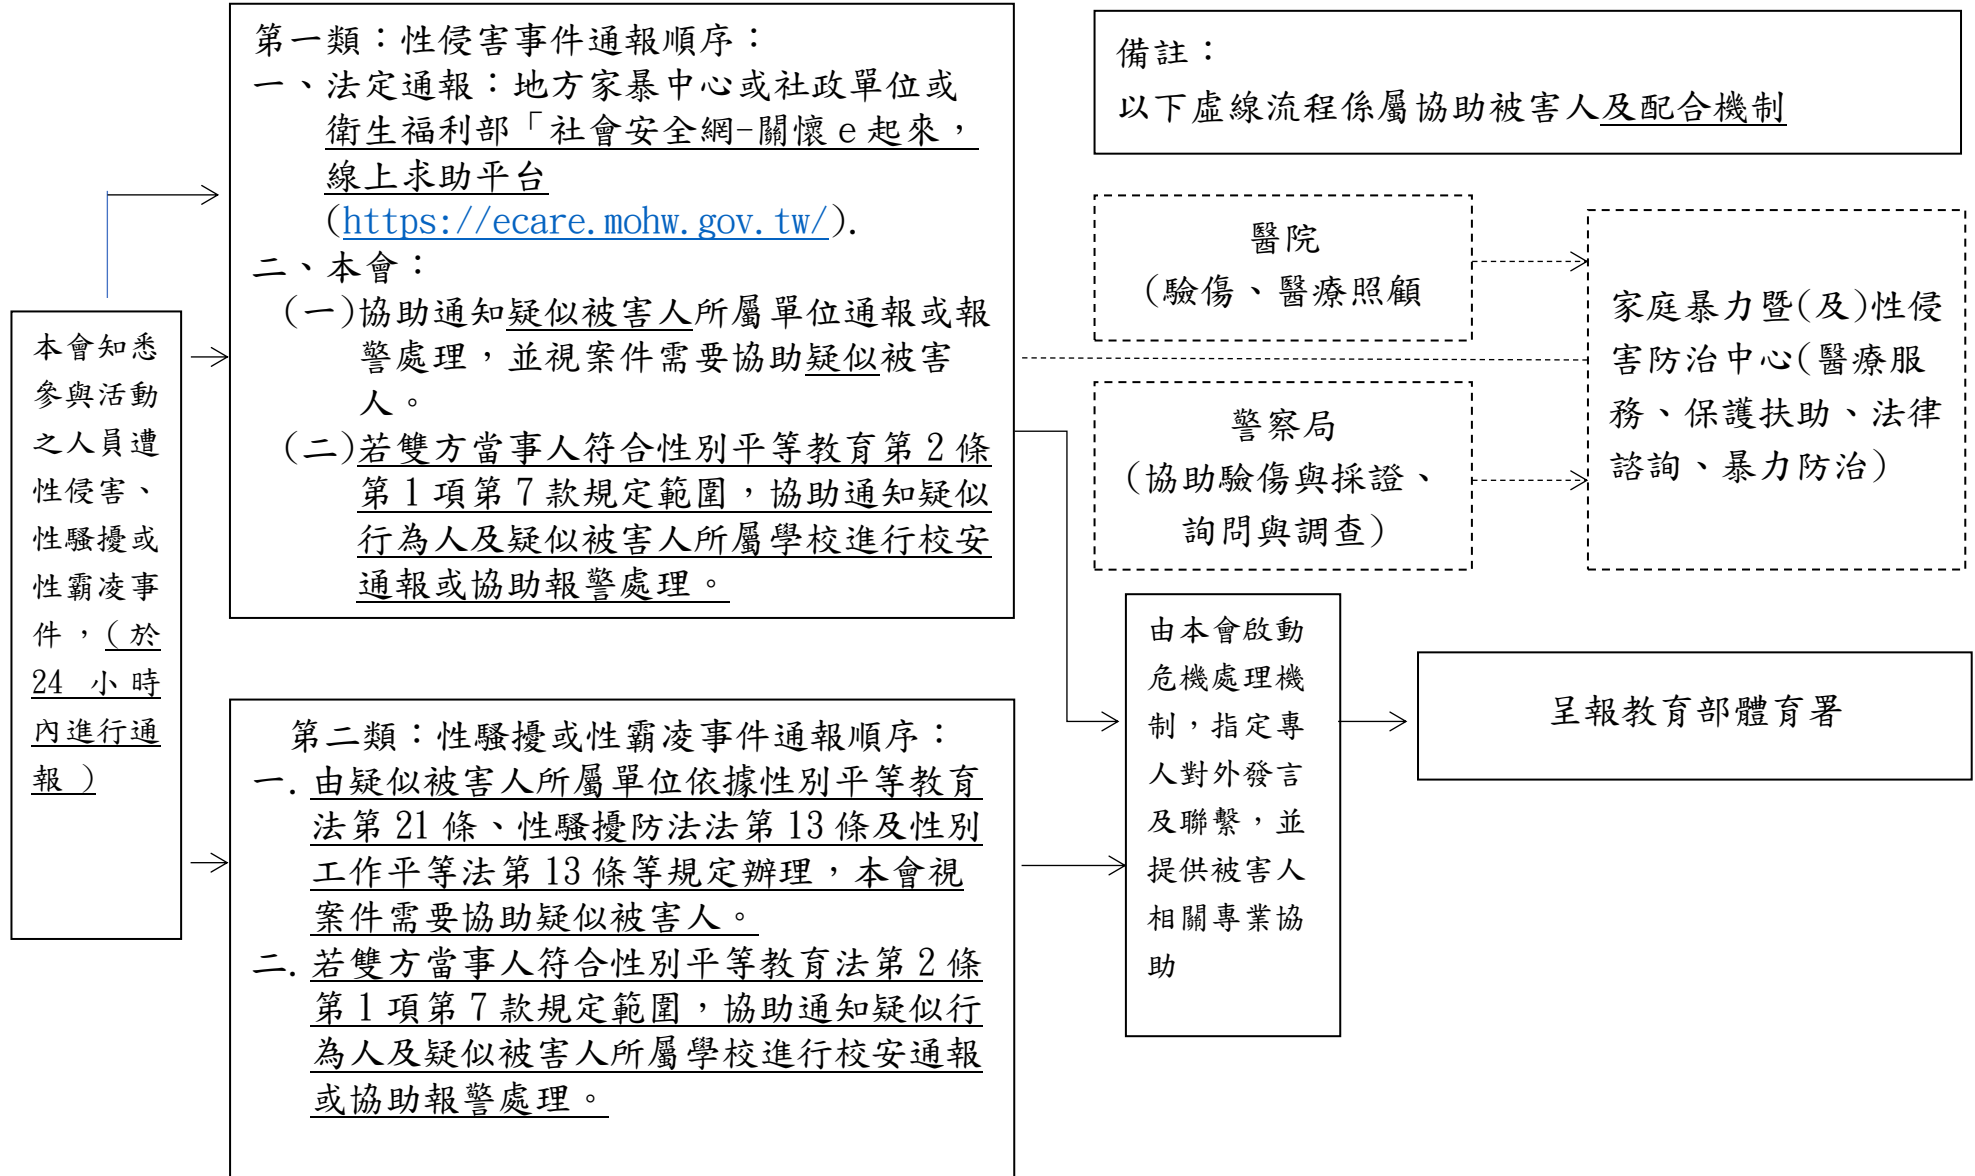 本會知悉
參與活動
之人員遭
性侵害、
性騷擾或
性霸凌事
件，(於
24 小時
內進行通
報)
第一類：性侵害事件通報順序：
一、法定通報：地方家暴中心或社政單位或
衛生福利部「社會安全網-關懷 e 起來，
線上求助平台
(https://ecare.mohw.gov.tw/).
二、本會：
(一)協助通知疑似被害人所屬單位通報或報
警處理，並視案件需要協助疑似被害
人。
(二)若雙方當事人符合性別平等教育第 2 條
第 1 項第 7 款規定範圍，協助通知疑似
行為人及疑似被害人所屬學校進行校安
通報或協助報警處理。
第二類：性騷擾或性霸凌事件通報順序：
一. 由疑似被害人所屬單位依據性別平等教育
法第 21 條、性騷擾防法法第 13 條及性別
工作平等法第 13 條等規定辦理，本會視
案件需要協助疑似被害人。
二. 若雙方當事人符合性別平等教育法第 2 條
第 1 項第 7 款規定範圍，協助通知疑似行
為人及疑似被害人所屬學校進行校安通報
或協助報警處理。
備註：
以下虛線流程係屬協助被害人及配合機制
醫院
(驗傷、醫療照顧
警察局
(協助驗傷與採證、
詢問與調查)
家庭暴力暨(及)性侵
害防治中心(醫療服
務、保護扶助、法律
諮詢、暴力防治)
由本會啟動
危機處理機
制，指定專
人對外發言
及聯繫，並
提供被害人
相關專業協
助
呈報教育部體育署